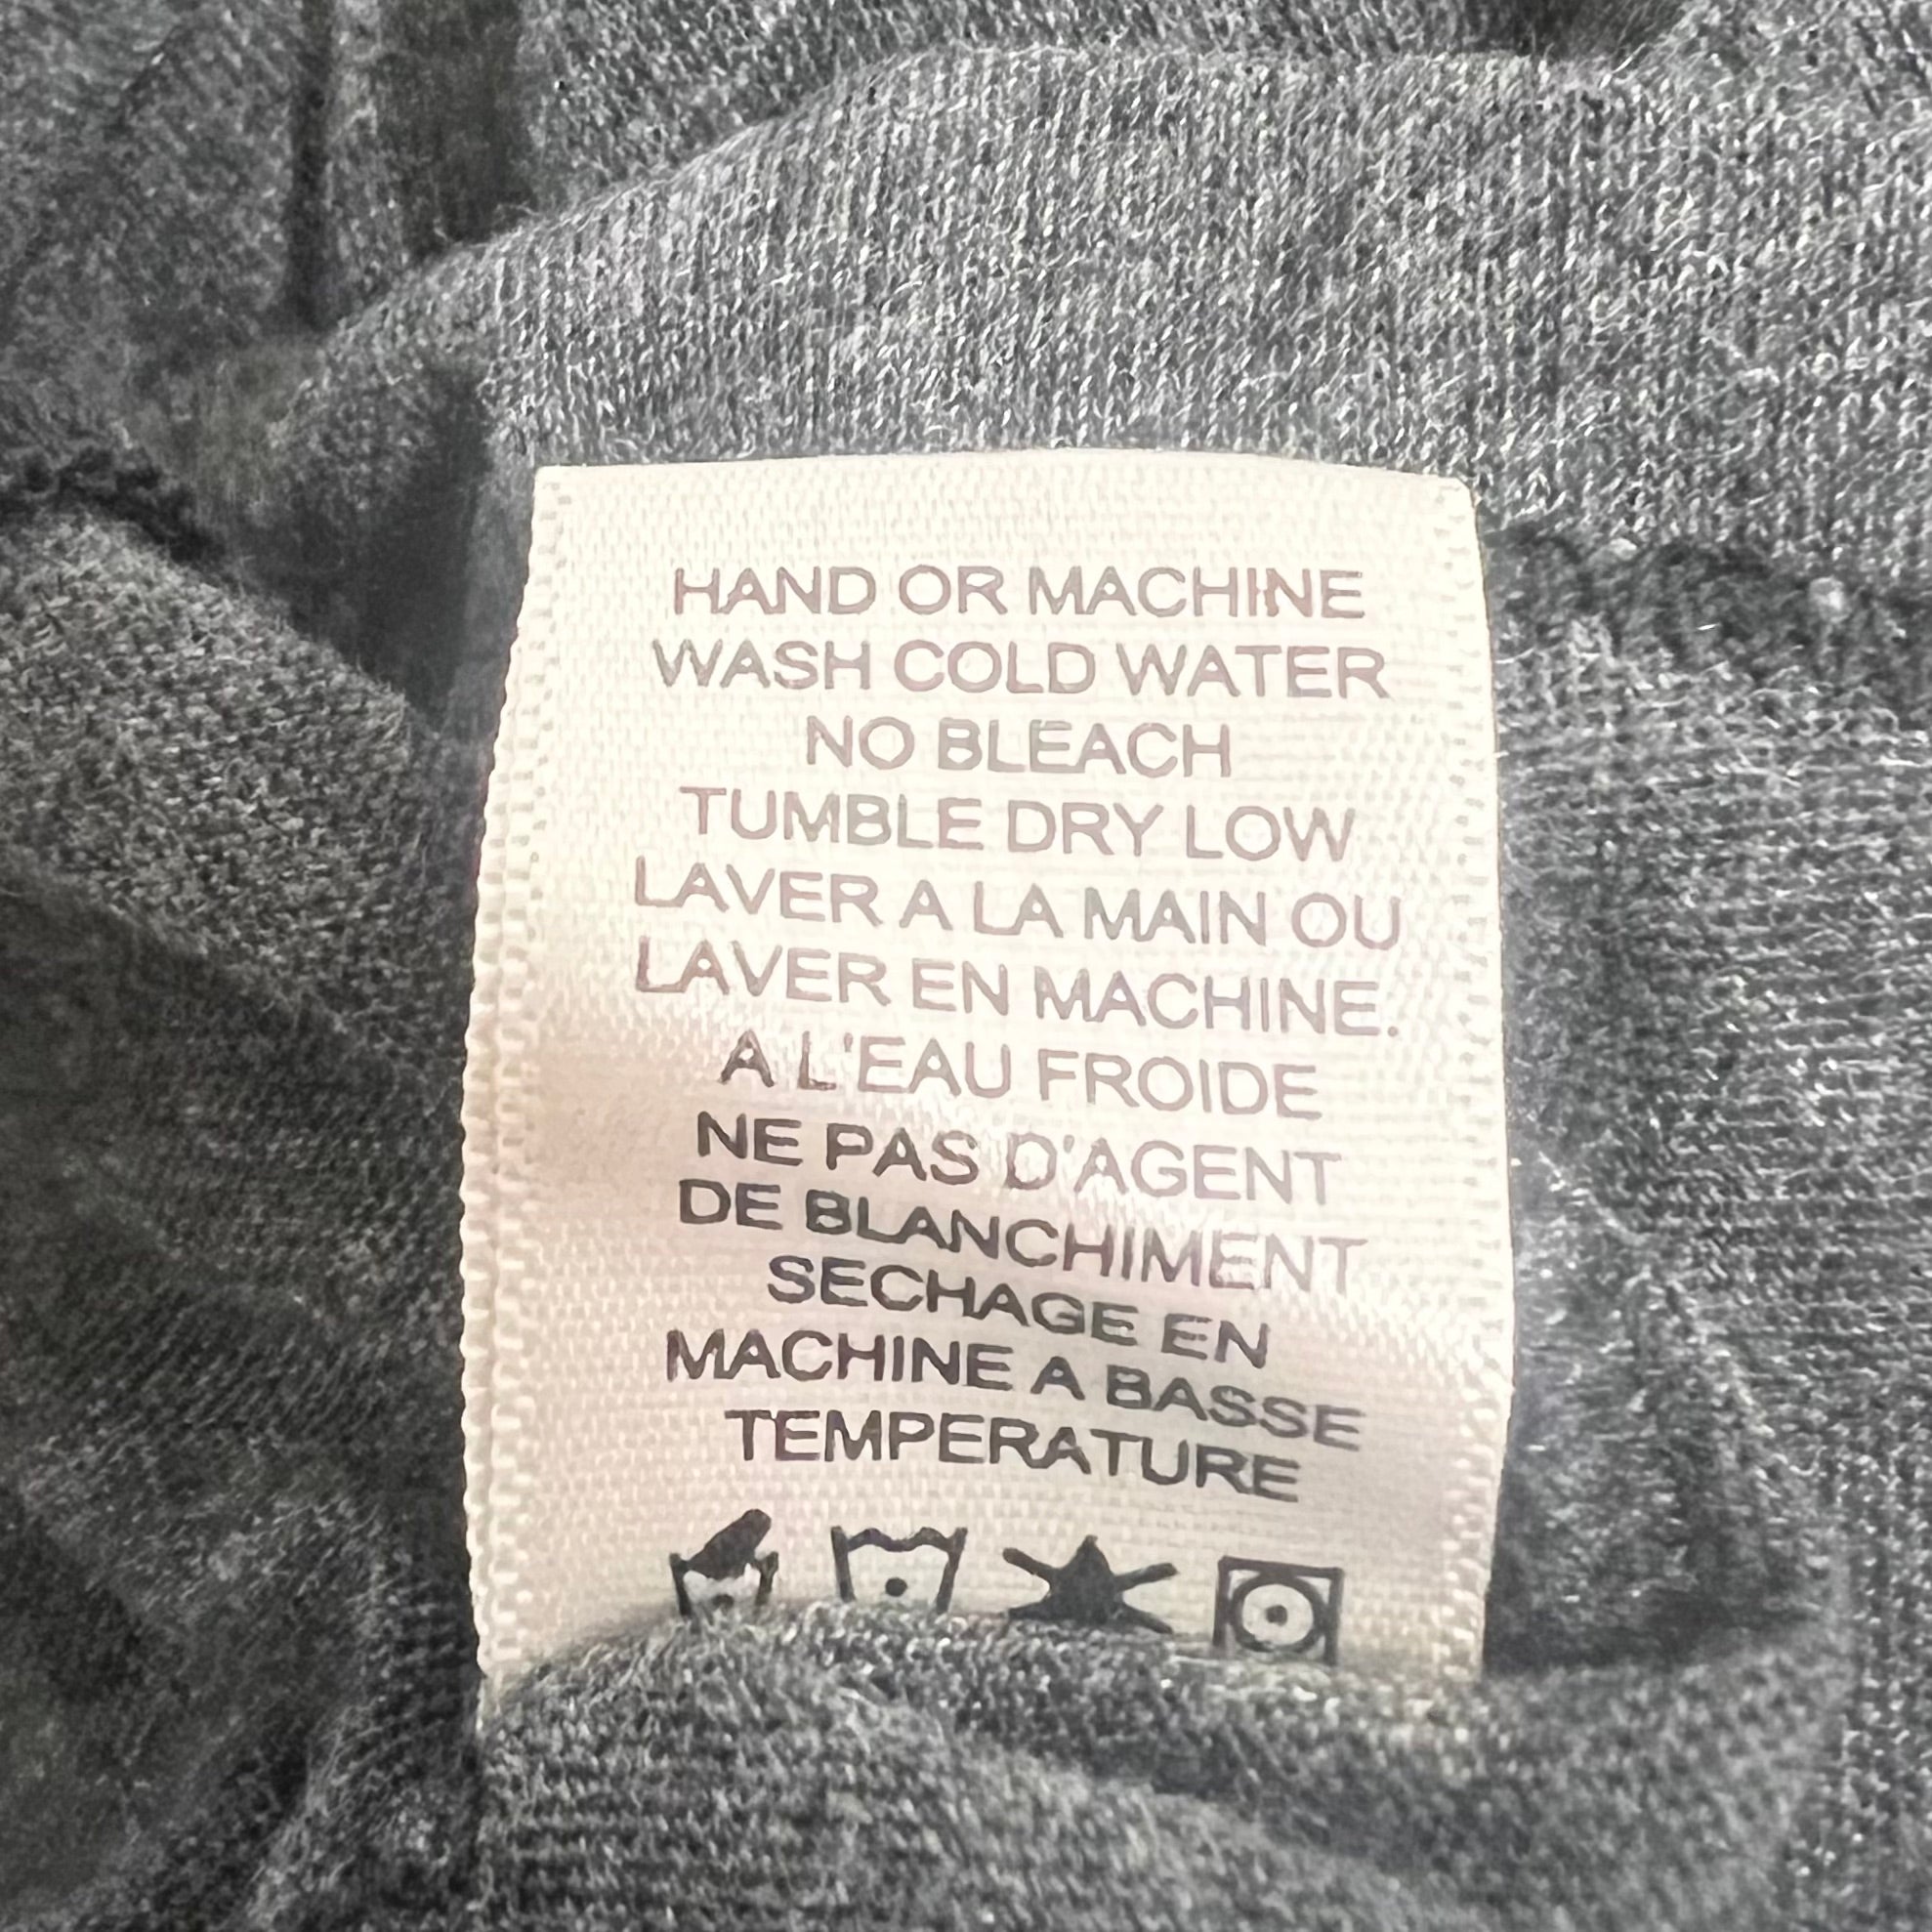 HAND OR MACHINE
WASH COLD WATER
NO BLEACH
TUMBLE DRY LOW
LAVER A LA MAIN OU
LAVER EN MACHINE.
A L'EAU FROIDE
NE PAS D'AGENT
DE BLANCHIMENT
SECHAGE EN
MACHINE A BASSE
TEMPERATURE